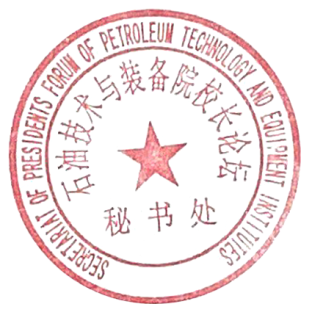 SECRETARIAT OF PRESIDENTS FORUM OF PETROLEUM TECHNOLOGY AND EQUIPMENT INSTITUTES
石油技术与装备院校长论坛
秘书处